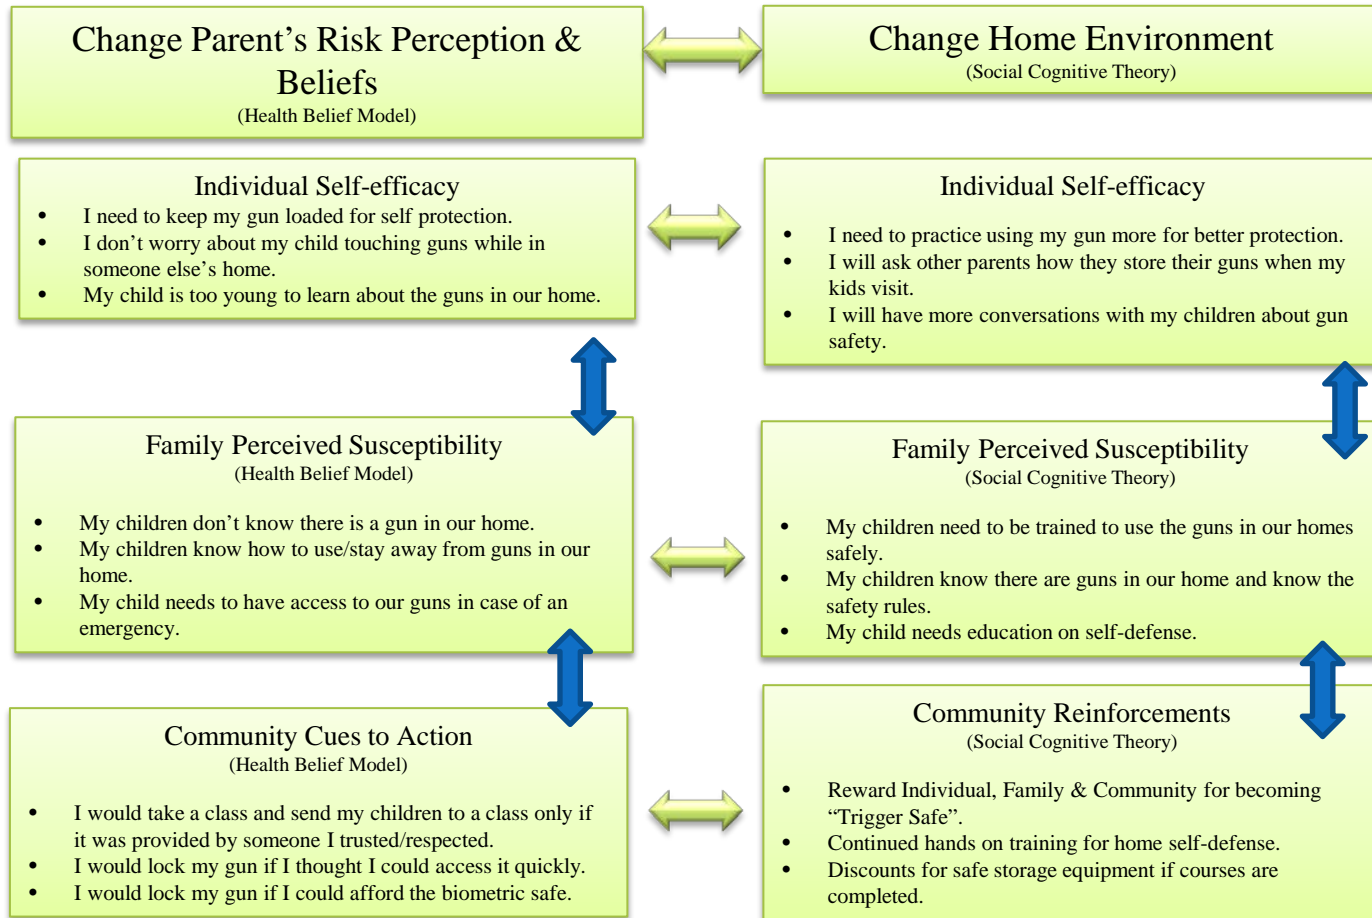 Change Parent's Risk Perception &
Beliefs
(Health Belief Model)
Change Home Environment
(Social Cognitive Theory)
Individual Self-efficacy
• I need to keep my gun loaded for self protection.
• I don't worry about my child touching guns while in
someone else's home.
• My child is too young to learn about the guns in our home.
Individual Self-efficacy
• I need to practice using my gun more for better protection.
• I will ask other parents how they store their guns when my
kids visit.
• I will have more conversations with my children about gun
safety.
Family Perceived Susceptibility
(Health Belief Model)
• My children don't know there is a gun in our home.
• My children know how to use/stay away from guns in our
home.
• My child needs to have access to our guns in case of an
emergency.
Family Perceived Susceptibility
(Social Cognitive Theory)
• My children need to be trained to use the guns in our homes
safely.
• My children know there are guns in our home and know the
safety rules.
• My child needs education on self-defense.
Community Cues to Action
(Health Belief Model)
• I would take a class and send my children to a class only if
it was provided by someone I trusted/respected.
• I would lock my gun if I thought I could access it quickly.
• I would lock my gun if I could afford the biometric safe.
Community Reinforcements
(Social Cognitive Theory)
• Reward Individual, Family & Community for becoming
“Trigger Safe”.
• Continued hands on training for home self-defense.
• Discounts for safe storage equipment if courses are
completed.